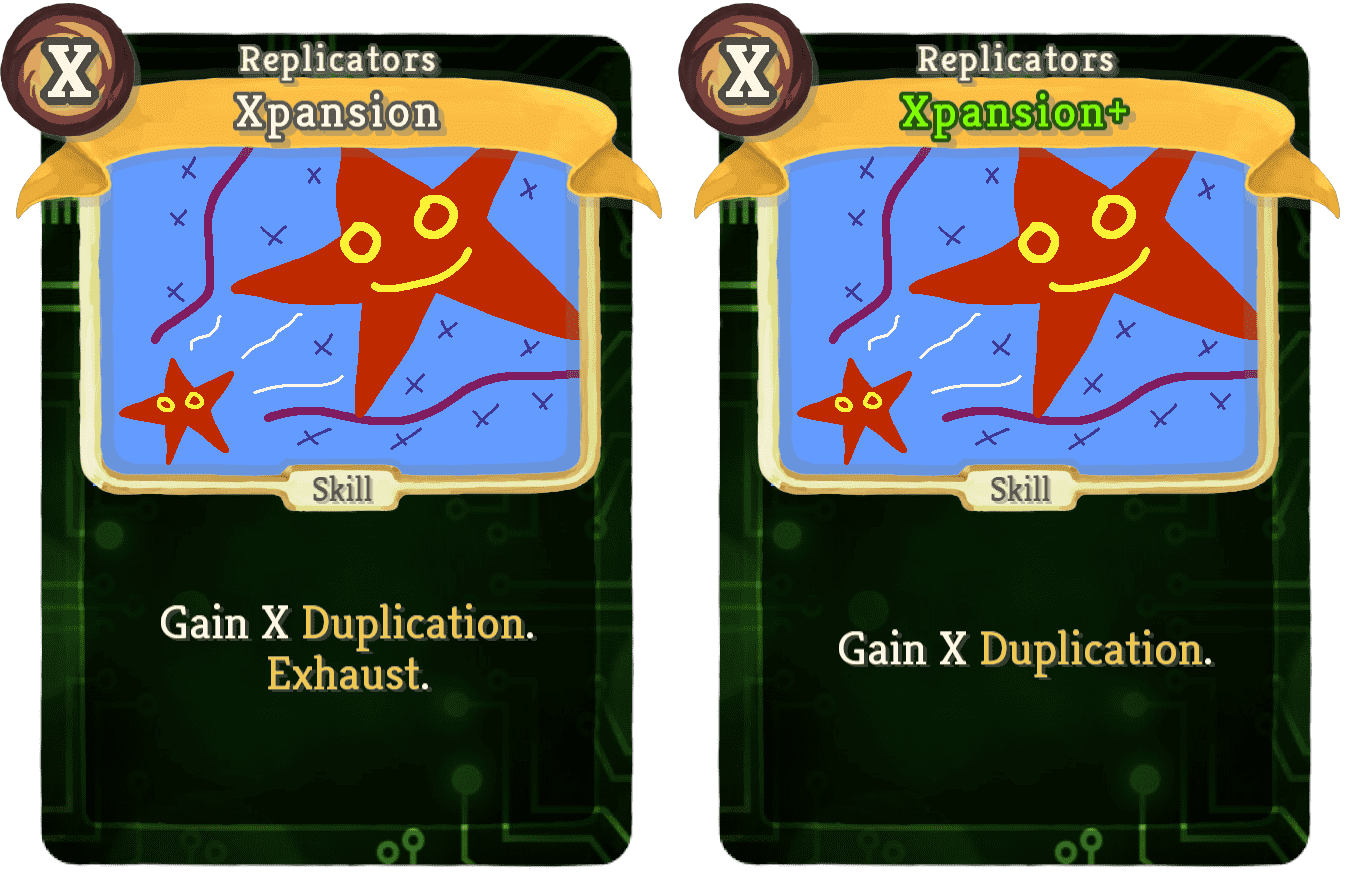 X
Replicators
Xpansion
Skill
Gain X Duplication.
Exhaust.
X
Replicators
Xpansion+
Skill
Gain X Duplication.